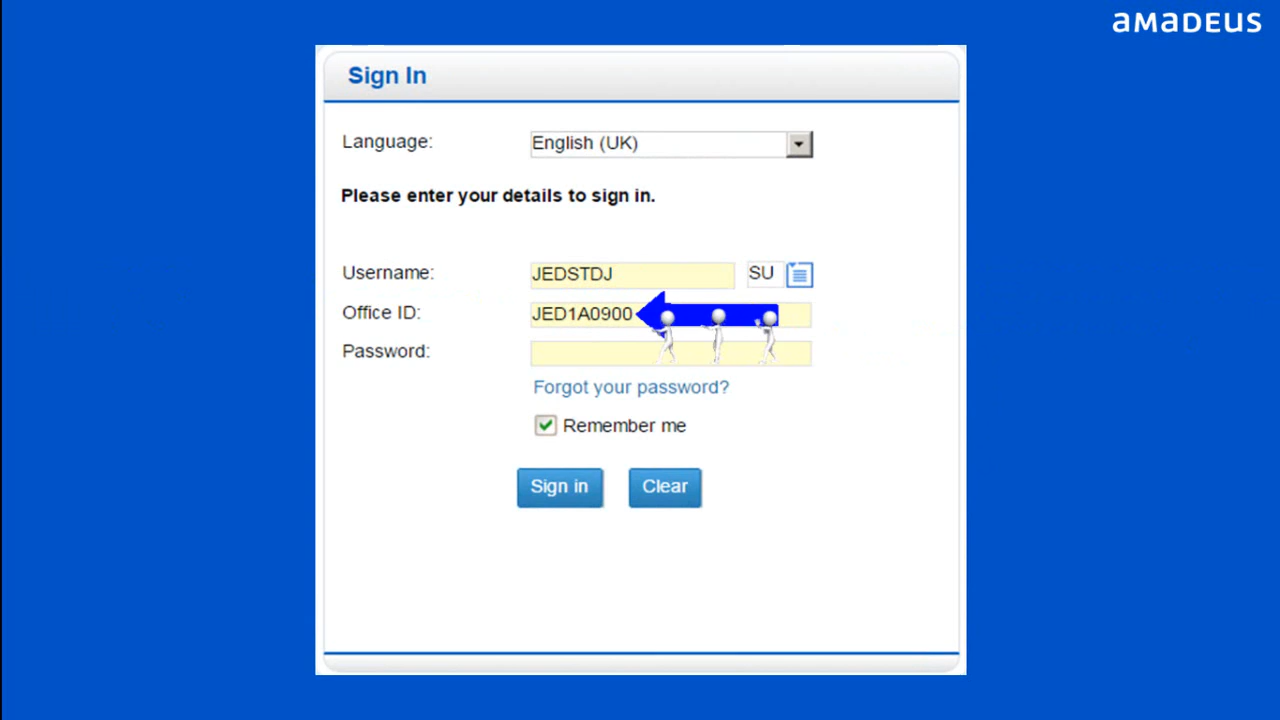 aмaDEUS
Sign In
Language: English (UK)
Please enter your details to sign in.
Username: JEDSTDJ SU
Office ID: JED1A0900
Password:
Forgot your password?
Remember me
Sign in Clear